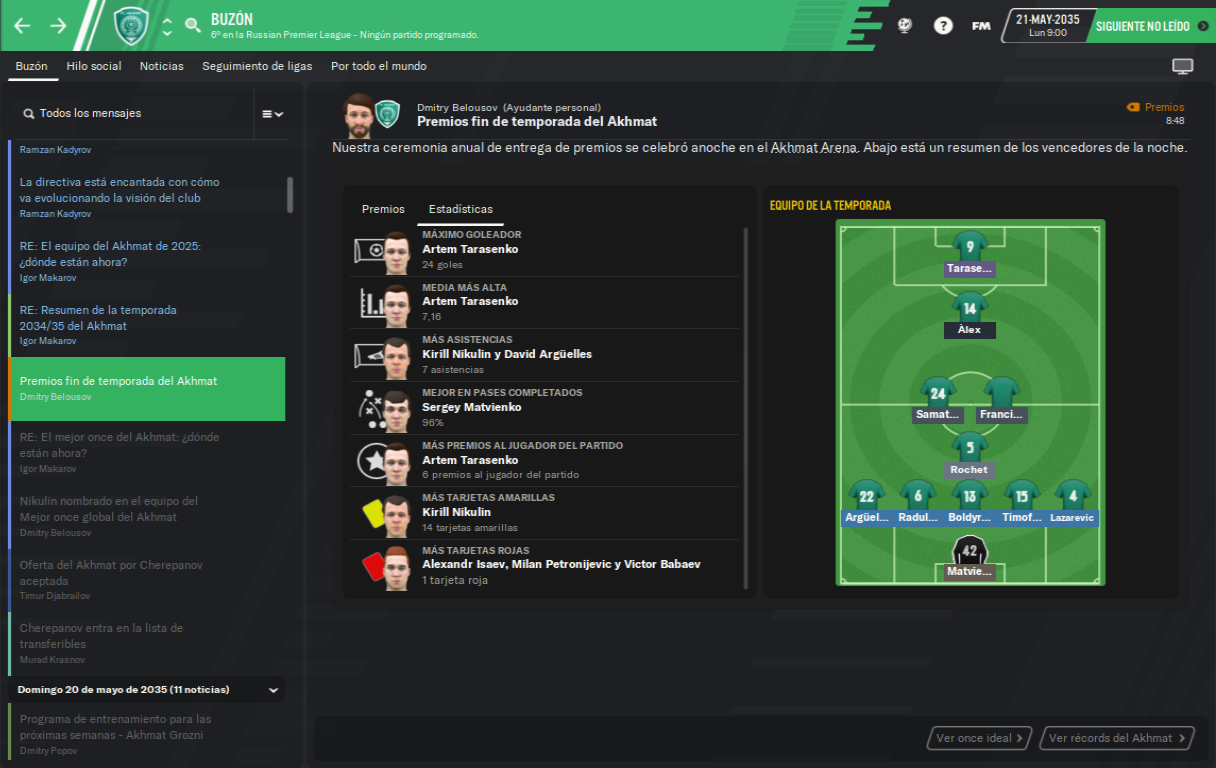 BUZÓN
6º en la Russian Premier League - Ningún partido programado.
FM
21-MAY-2035
Lun 9:00
SIGUIENTE NO LEÍDO
Buzón
Hilo social
Noticias
Seguimiento de ligas
Por todo el mundo
Todos los mensajes
Ramzan Kadyrov
La directiva está encantada con cómo
va evolucionando la visión del club
Ramzan Kadyrov
RE: El equipo del Akhmat de 2025:
¿dónde están ahora?
Igor Makarov
RE: Resumen de la temporada
2034/35 del Akhmat
Igor Makarov
Premios fin de temporada del Akhmat
Dmitry Belousov
RE: El mejor once del Akhmat: ¿dónde
están ahora?
Igor Makarov
Nikulin nombrado en el equipo del
Mejor once global del Akhmat
Dmitry Belousov
Oferta del Akhmat por Cherepanov
aceptada
Timur Djabrailov
Cherepanov entra en la lista de
transferibles
Murad Krasnov
Domingo 20 de mayo de 2035 (11 noticias)
Programa de entrenamiento para las
próximas semanas - Akhmat Grozni
Dmitry Popov
Dmitry Belousov (Ayudante personal)
Premios fin de temporada del Akhmat
Premios
8:48
Nuestra ceremonia anual de entrega de premios se celebró anoche en el Akhmat Arena. Abajo está un resumen de los vencedores de la noche.
Premios
Estadísticas
MÁXIMO GOLEADOR
Artem Tarasenko
24 goles
MEDIA MÁS ALTA
Artem Tarasenko
7,16
MÁS ASISTENCIAS
Kirill Nikulin y David Argüelles
7 asistencias
MEJOR EN PASES COMPLETADOS
Sergey Matvienko
96%
MÁS PREMIOS AL JUGADOR DEL PARTIDO
Artem Tarasenko
6 premios al jugador del partido
MÁS TARJETAS AMARILLAS
Kirill Nikulin
14 tarjetas amarillas
MÁS TARJETAS ROJAS
Alexandr Isaev, Milan Petronijevic y Victor Babaev
1 tarjeta roja
EQUIPO DE LA TEMPORADA
9
Tarase...
14
Àlex
24
Samat...
Franci...
5
Rochet
22
6
13
15
4
Argüel...
Radul...
Boldyr...
Timof...
Lazarevic
42
Matvie...
Ver once ideal
Ver récords del Akhmat